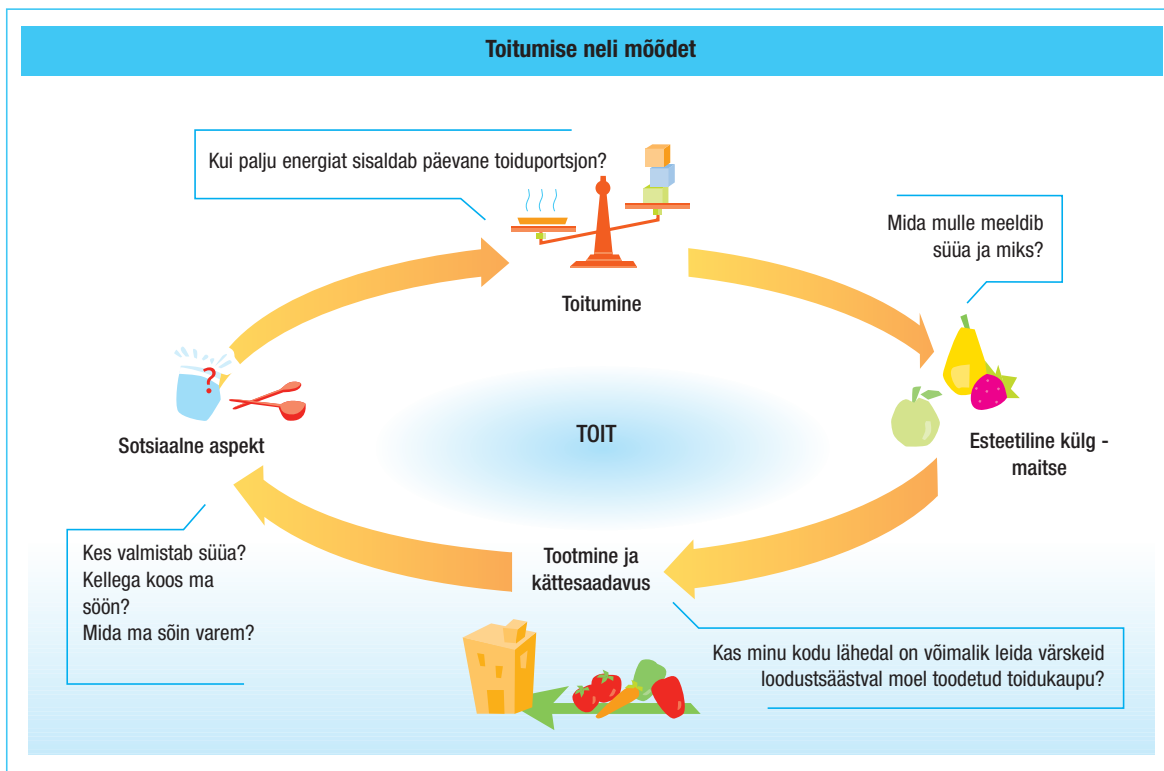 Toitumise neli mõõdet
Kui palju energiat sisaldab päevane toiduportsjon?
Mida mulle meeldib
süüa ja miks?
Toitumine
?
Sotsiaalne aspekt
TOIT
Esteetiline külg -
maitse
Kes valmistab süüa?
Kellega koos ma
söön?
Mida ma sõin varem?
Tootmine ja
kättesaadavus
Kas minu kodu lähedal on võimalik leida värskeid
loodustsäästval moel toodetud toidukaupu?